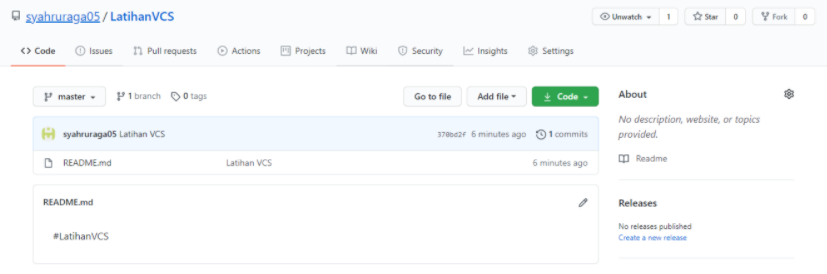 syahruraga05 / LatihanVCS
Unwatch 1 Star 0 Fork 0
Code Issues Pull requests Actions Projects Wiki Security Insights Settings
master 1 branch 0 tags Go to file Add file Code
syahruraga05 Latihan VCS 378bd2f 6 minutes ago 1 commits
README.md Latihan VCS 6 minutes ago
README.md
#LatihanVCS
About
No description, website, or topics
provided.
Readme
Releases
No releases published
Create a new release